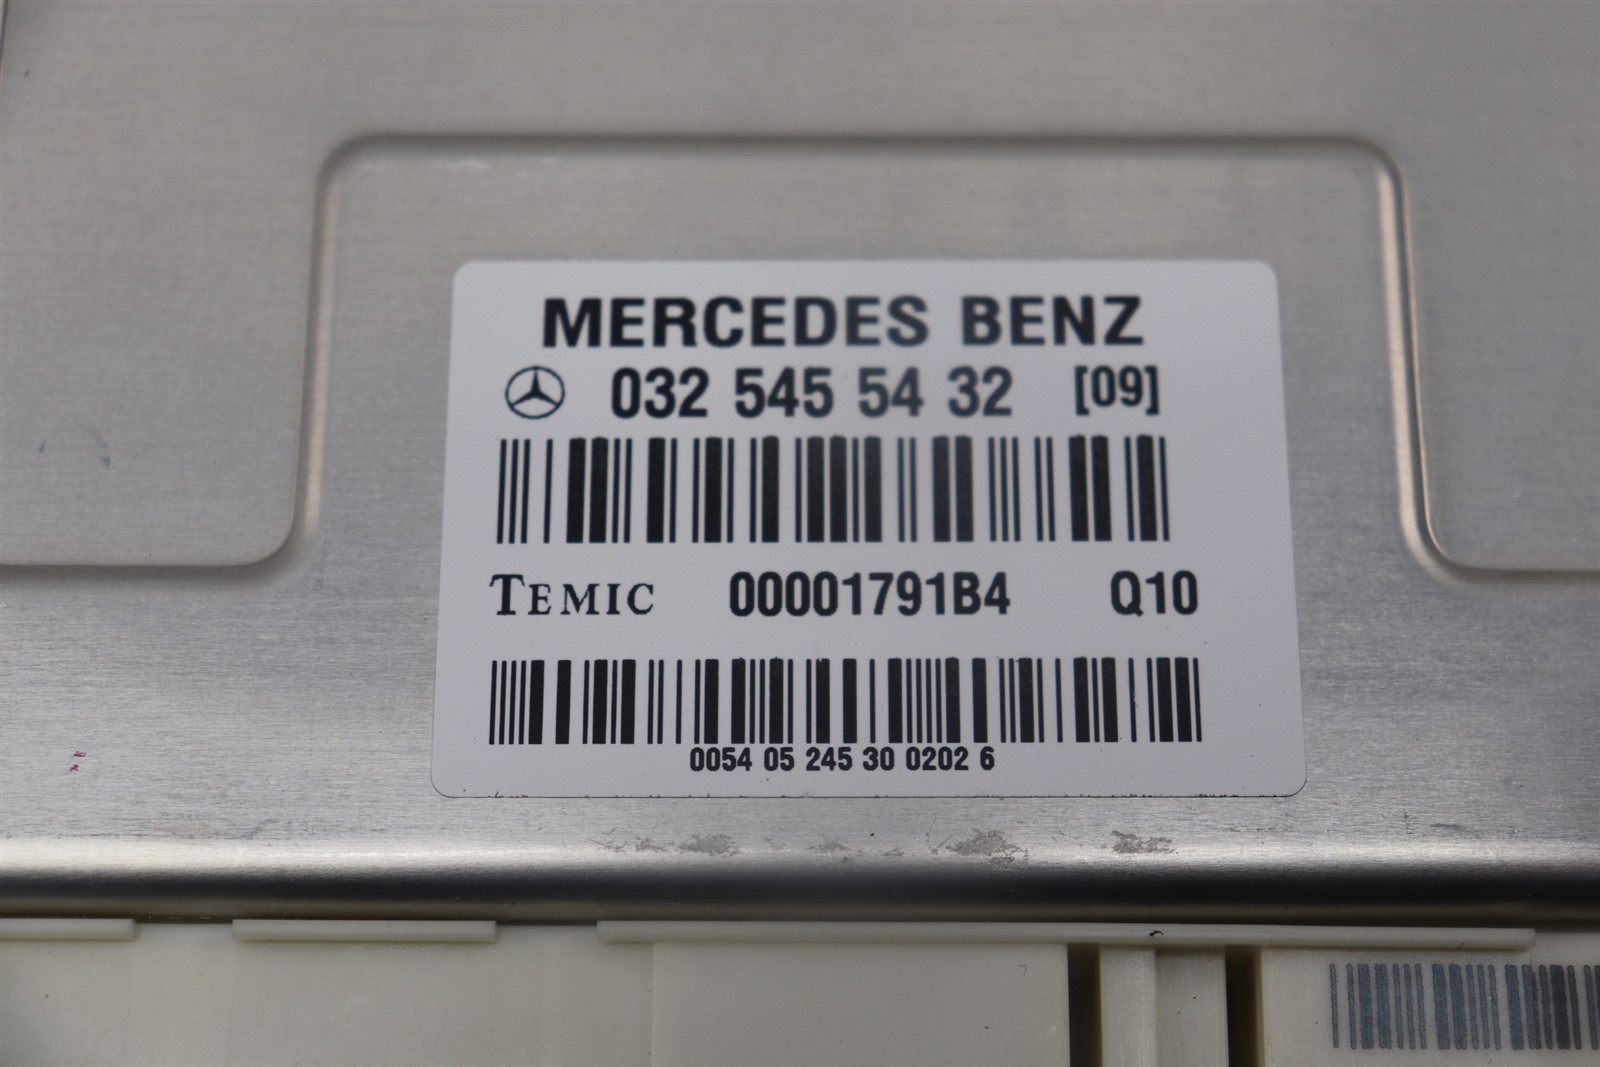 MERCEDES BENZ
032 545 54 32 [09]
TEMIC 00001791B4 Q10
0054 05 245 30 0202 6